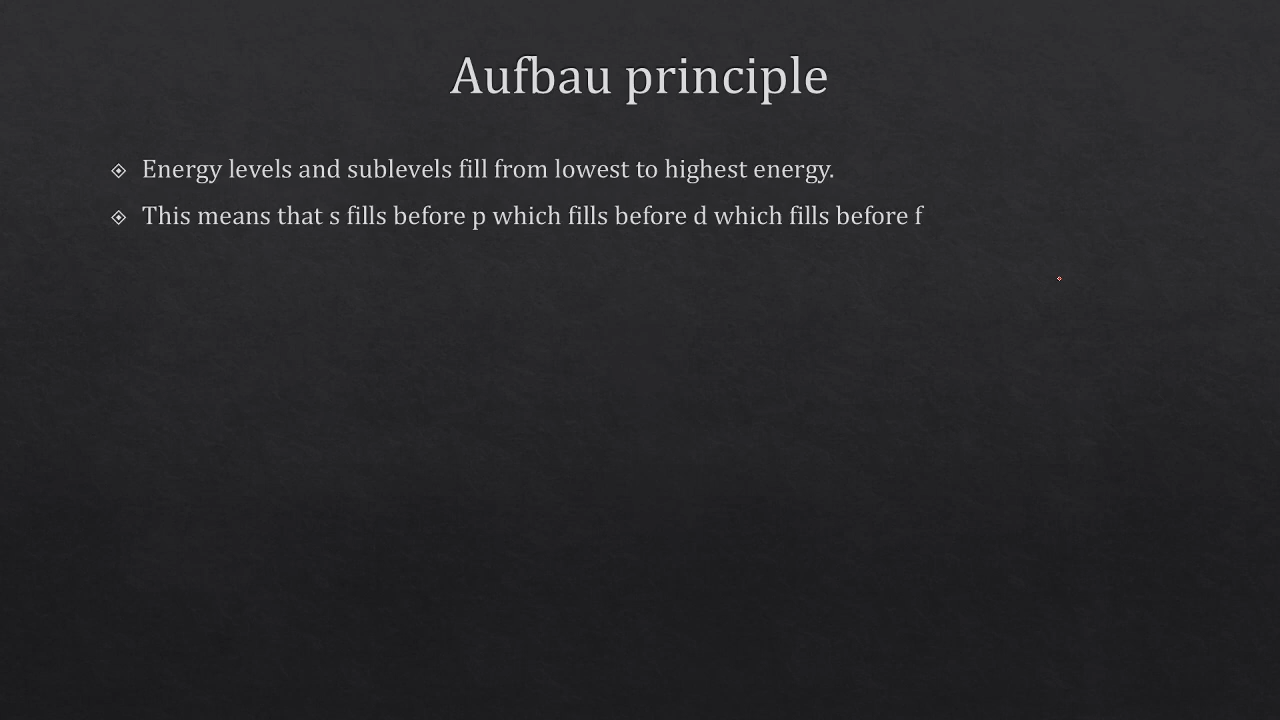 Aufbau principle
Energy levels and sublevels fill from lowest to highest energy.
This means that s fills before p which fills before d which fills before f